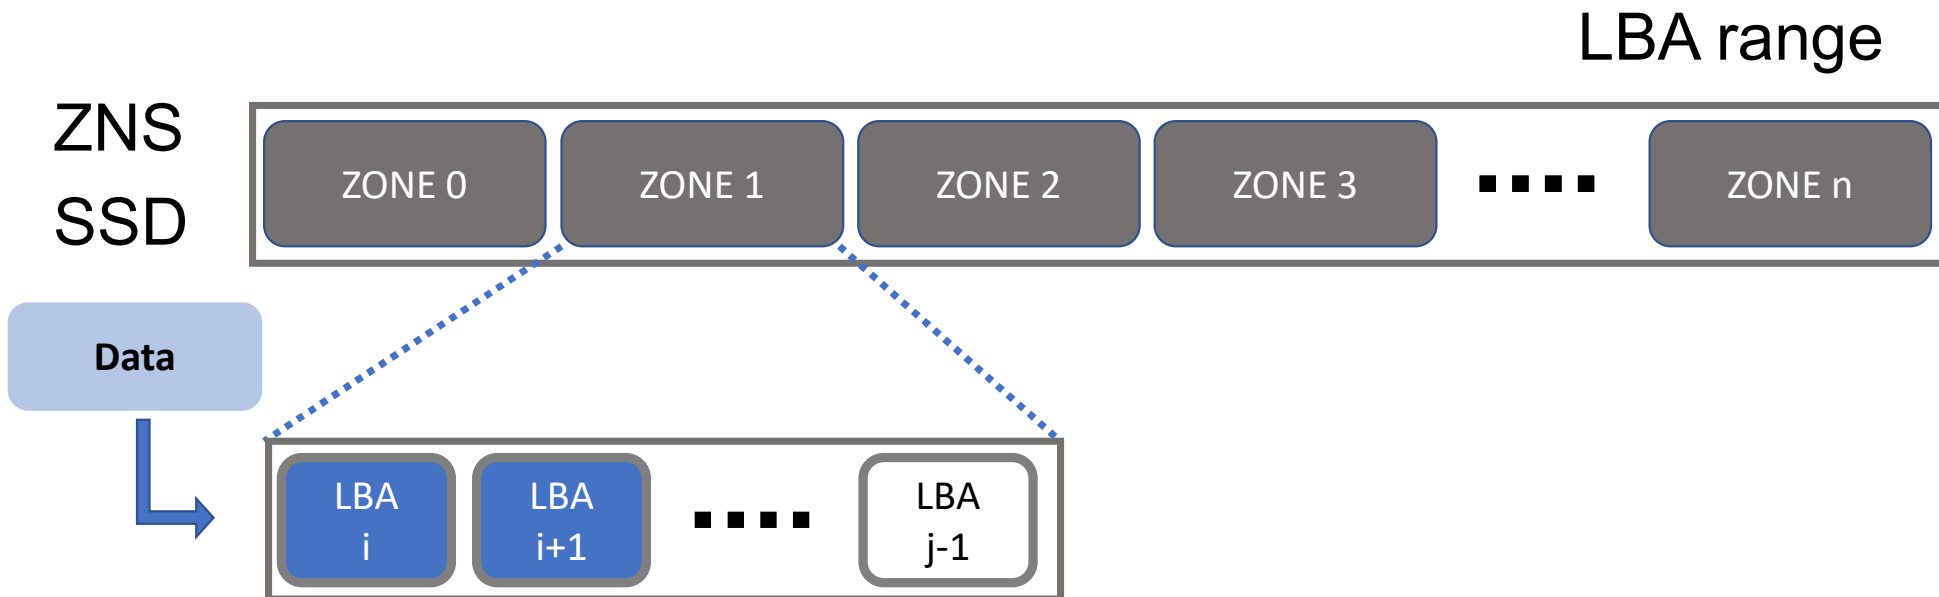 LBA range
ZNS
SSD
ZONE 0
ZONE 1
ZONE 2
ZONE 3
ZONE n
Data
LBA
i
LBA
i+1
LBA
j-1